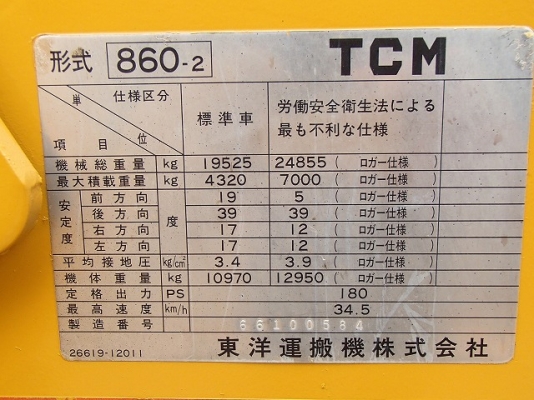 形式 860-2 TCM
単位 仕様区分 項目 標準車 労働安全衛生法による最も不利な仕様
機械総重量 kg 19525 24855 ( ロガー仕様 )
最大積載重量 kg 4320 7000 ( ロガー仕様 )
安定度 前方向 度 19 5 ( ロガー仕様 )
後方向 39 39 ( ロガー仕様 )
右方向 17 12 ( ロガー仕様 )
左方向 17 12 ( ロガー仕様 )
平均接地圧 kg/cm² 3.4 3.9 ( ロガー仕様 )
機体重量 kg 10970 12950 ( ロガー仕様 )
定格出力 PS 180
最高速度 km/h 34.5
製造番号 66100584
26619-12011 東洋運搬機株式会社